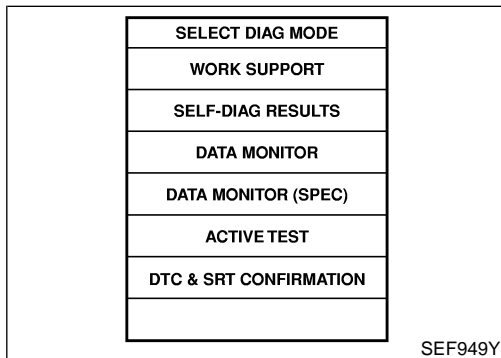 SELECT DIAG MODE
WORK SUPPORT
SELF-DIAG RESULTS
DATA MONITOR
DATA MONITOR (SPEC)
ACTIVE TEST
DTC & SRT CONFIRMATION
SEF949Y